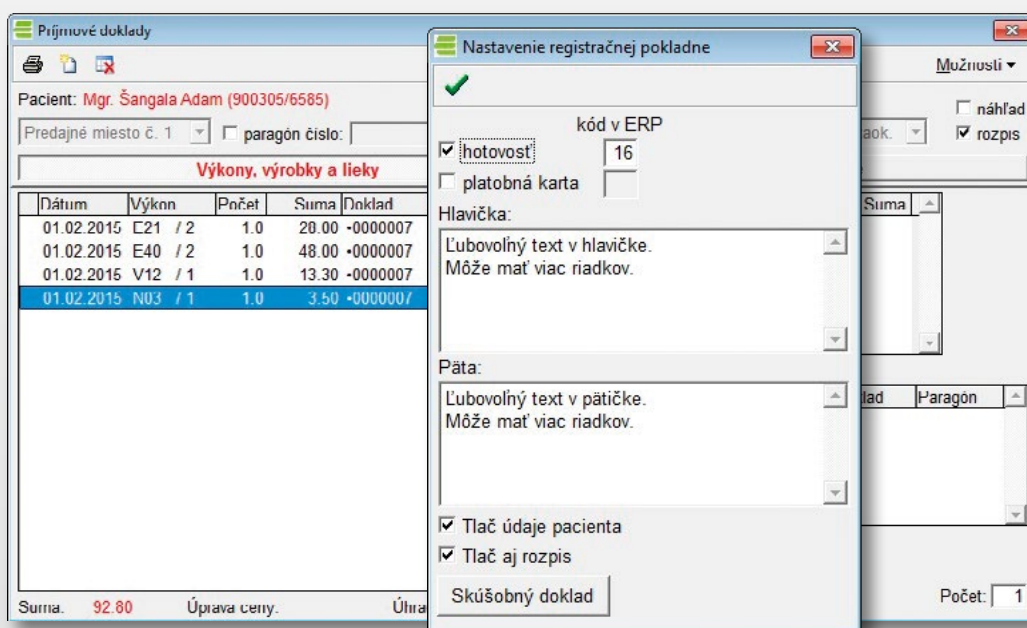 Príjmové doklady
Možnosti
Pacient: Mgr. Šangala Adam (900305/6585)
náhľad
Predajné miesto č. 1 paragón číslo:
aok. rozpis
Výkony, výrobky a lieky
Dátum Výkon Počet Suma Doklad
01.02.2015 E21 / 2 1.0 28.00 -0000007
01.02.2015 E40 / 2 1.0 48.00 -0000007
01.02.2015 V12 / 1 1.0 13.30 -0000007
01.02.2015 N03 / 1 1.0 3.50 -0000007
Suma. 92.80 Úprava ceny. Úhra
Nastavenie registračnej pokladne
kód v ERP
hotovosť 16
platobná karta
Hlavička:
Ľubovoľný text v hlavičke.
Môže mať viac riadkov.
Päta:
Ľubovoľný text v pätičke.
Môže mať viac riadkov.
Tlač údaje pacienta
Tlač aj rozpis
Skúšobný doklad
Suma
lad Paragón
Počet: 1